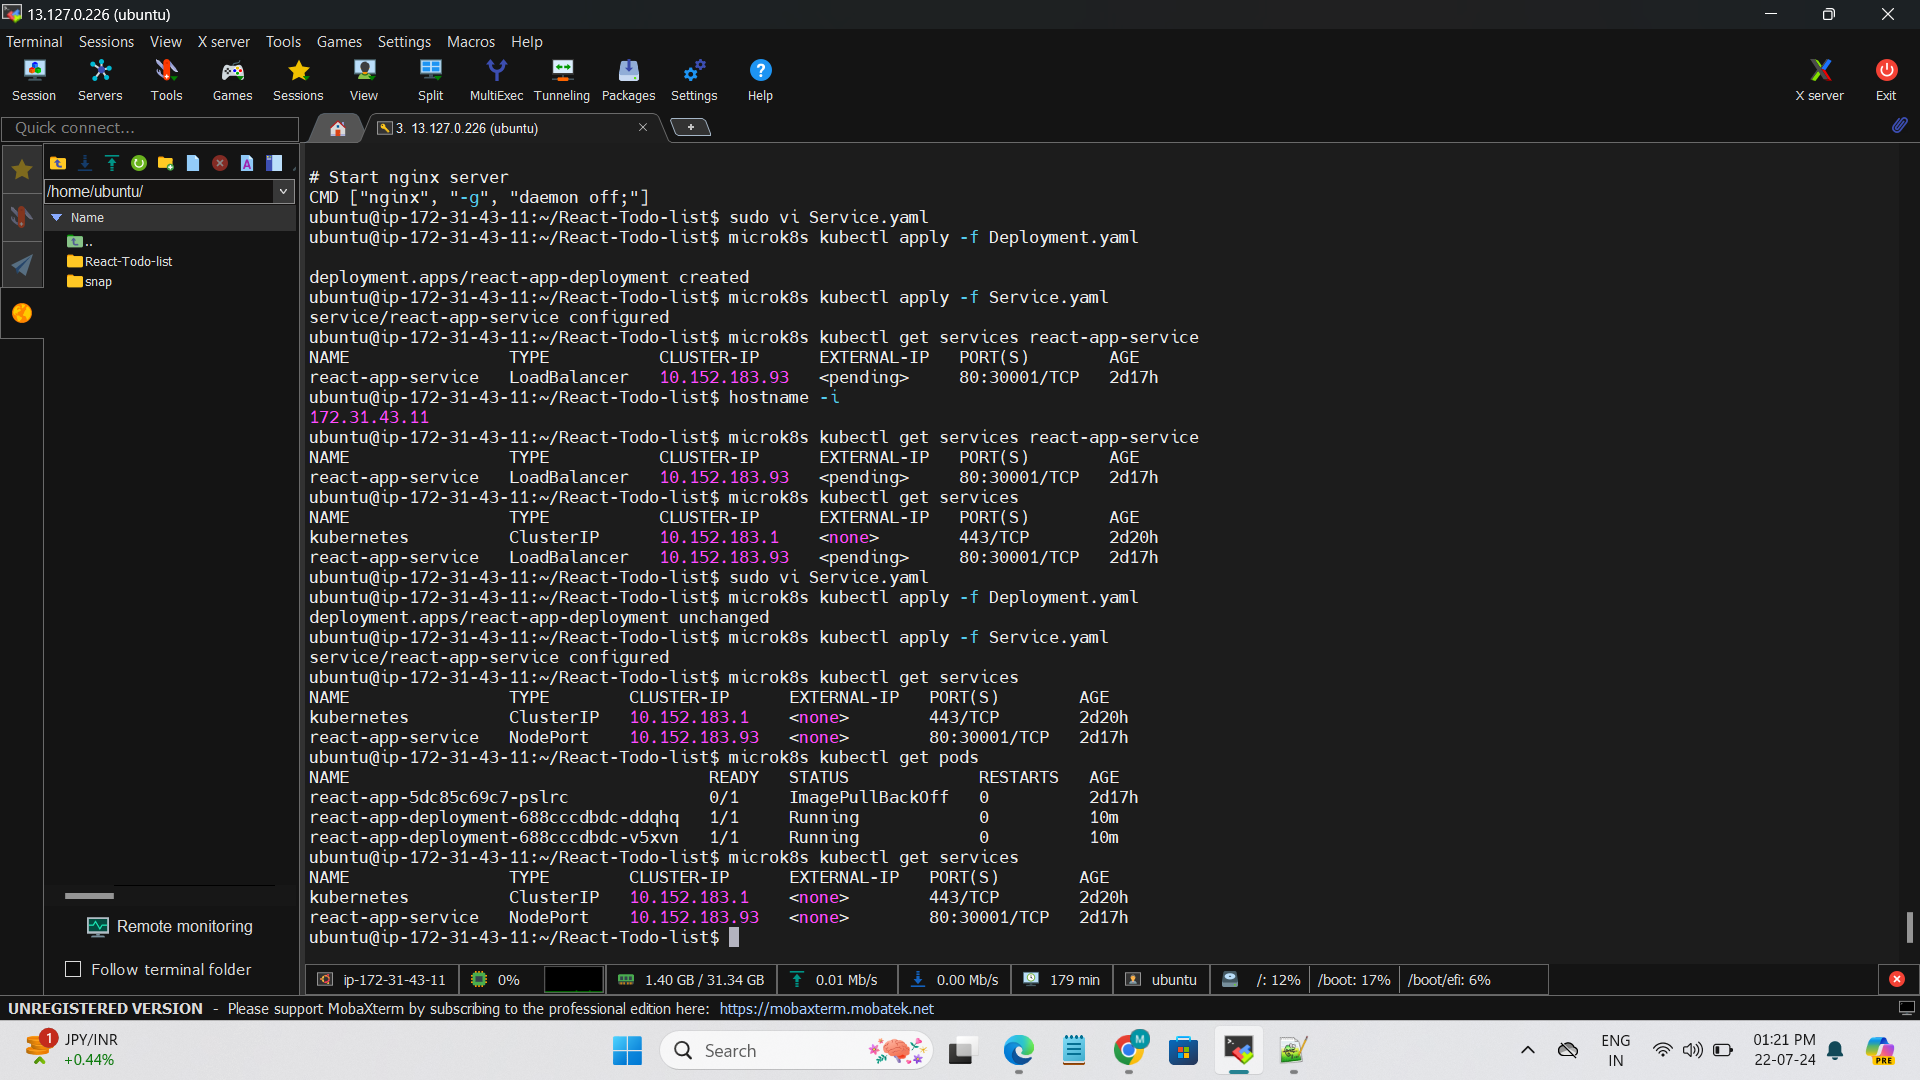 13.127.0.226 (ubuntu)
Terminal Sessions View X server Tools Games Settings Macros Help
Session Servers Tools Games Sessions View Split MultiExec Tunneling Packages Settings Help X server Exit
Quick connect...
3. 13.127.0.226 (ubuntu)
/home/ubuntu/
Name
..
React-Todo-list
snap
Remote monitoring
Follow terminal folder
# Start nginx server
CMD ["nginx", "-g", "daemon off;"]
ubuntu@ip-172-31-43-11:~/React-Todo-list$ sudo vi Service.yaml
ubuntu@ip-172-31-43-11:~/React-Todo-list$ microk8s kubectl apply -f Deployment.yaml
deployment.apps/react-app-deployment created
ubuntu@ip-172-31-43-11:~/React-Todo-list$ microk8s kubectl apply -f Service.yaml
service/react-app-service configured
ubuntu@ip-172-31-43-11:~/React-Todo-list$ microk8s kubectl get services react-app-service
NAME TYPE CLUSTER-IP EXTERNAL-IP PORT(S) AGE
react-app-service LoadBalancer 10.152.183.93 <pending> 80:30001/TCP 2d17h
ubuntu@ip-172-31-43-11:~/React-Todo-list$ hostname -i
172.31.43.11
ubuntu@ip-172-31-43-11:~/React-Todo-list$ microk8s kubectl get services react-app-service
NAME TYPE CLUSTER-IP EXTERNAL-IP PORT(S) AGE
react-app-service LoadBalancer 10.152.183.93 <pending> 80:30001/TCP 2d17h
ubuntu@ip-172-31-43-11:~/React-Todo-list$ microk8s kubectl get services
NAME TYPE CLUSTER-IP EXTERNAL-IP PORT(S) AGE
kubernetes ClusterIP 10.152.183.1 <none> 443/TCP 2d20h
react-app-service LoadBalancer 10.152.183.93 <pending> 80:30001/TCP 2d17h
ubuntu@ip-172-31-43-11:~/React-Todo-list$ sudo vi Service.yaml
ubuntu@ip-172-31-43-11:~/React-Todo-list$ microk8s kubectl apply -f Deployment.yaml
deployment.apps/react-app-deployment unchanged
ubuntu@ip-172-31-43-11:~/React-Todo-list$ microk8s kubectl apply -f Service.yaml
service/react-app-service configured
ubuntu@ip-172-31-43-11:~/React-Todo-list$ microk8s kubectl get services
NAME TYPE CLUSTER-IP EXTERNAL-IP PORT(S) AGE
kubernetes ClusterIP 10.152.183.1 <none> 443/TCP 2d20h
react-app-service NodePort 10.152.183.93 <none> 80:30001/TCP 2d17h
ubuntu@ip-172-31-43-11:~/React-Todo-list$ microk8s kubectl get pods
NAME READY STATUS RESTARTS AGE
react-app-5dc85c69c7-pslrc 0/1 ImagePullBackOff 0 2d17h
react-app-deployment-688cccdbdc-ddqhq 1/1 Running 0 10m
react-app-deployment-688cccdbdc-v5xvn 1/1 Running 0 10m
ubuntu@ip-172-31-43-11:~/React-Todo-list$ microk8s kubectl get services
NAME TYPE CLUSTER-IP EXTERNAL-IP PORT(S) AGE
kubernetes ClusterIP 10.152.183.1 <none> 443/TCP 2d20h
react-app-service NodePort 10.152.183.93 <none> 80:30001/TCP 2d17h
ubuntu@ip-172-31-43-11:~/React-Todo-list$
ip-172-31-43-11 0% 1.40 GB / 31.34 GB 0.01 Mb/s 0.00 Mb/s 179 min ubuntu /: 12% /boot: 17% /boot/efi: 6%
UNREGISTERED VERSION - Please support MobaXterm by subscribing to the professional edition here: https://mobaxterm.mobatek.net
1 JPY/INR
+0.44%
Search
M
ENG
IN
01:21 PM
22-07-24
PRE